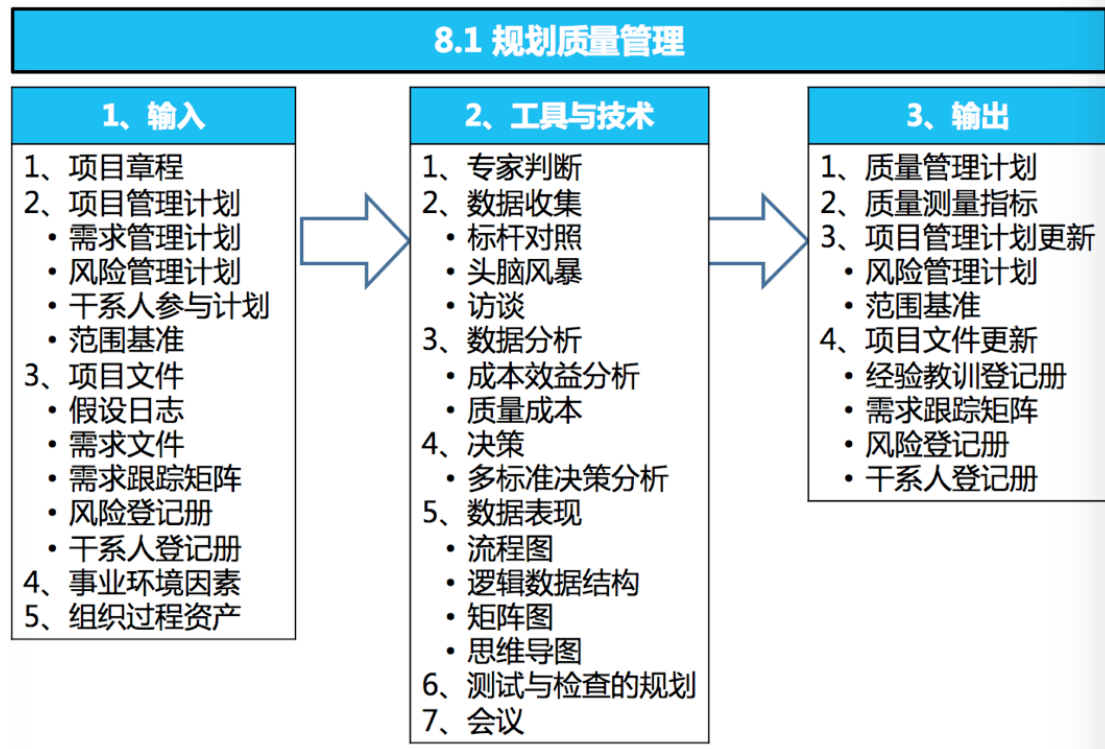 8.1 规划质量管理
1、输入
1、项目章程
2、项目管理计划
• 需求管理计划
• 风险管理计划
• 干系人参与计划
• 范围基准
3、项目文件
• 假设日志
• 需求文件
• 需求跟踪矩阵
• 风险登记册
• 干系人登记册
4、事业环境因素
5、组织过程资产
2、工具与技术
1、专家判断
2、数据收集
• 标杆对照
• 头脑风暴
• 访谈
3、数据分析
• 成本效益分析
• 质量成本
4、决策
• 多标准决策分析
5、数据表现
• 流程图
• 逻辑数据结构
• 矩阵图
• 思维导图
6、测试与检查的规划
7、会议
3、输出
1、质量管理计划
2、质量测量指标
3、项目管理计划更新
• 风险管理计划
• 范围基准
4、项目文件更新
• 经验教训登记册
• 需求跟踪矩阵
• 风险登记册
• 干系人登记册